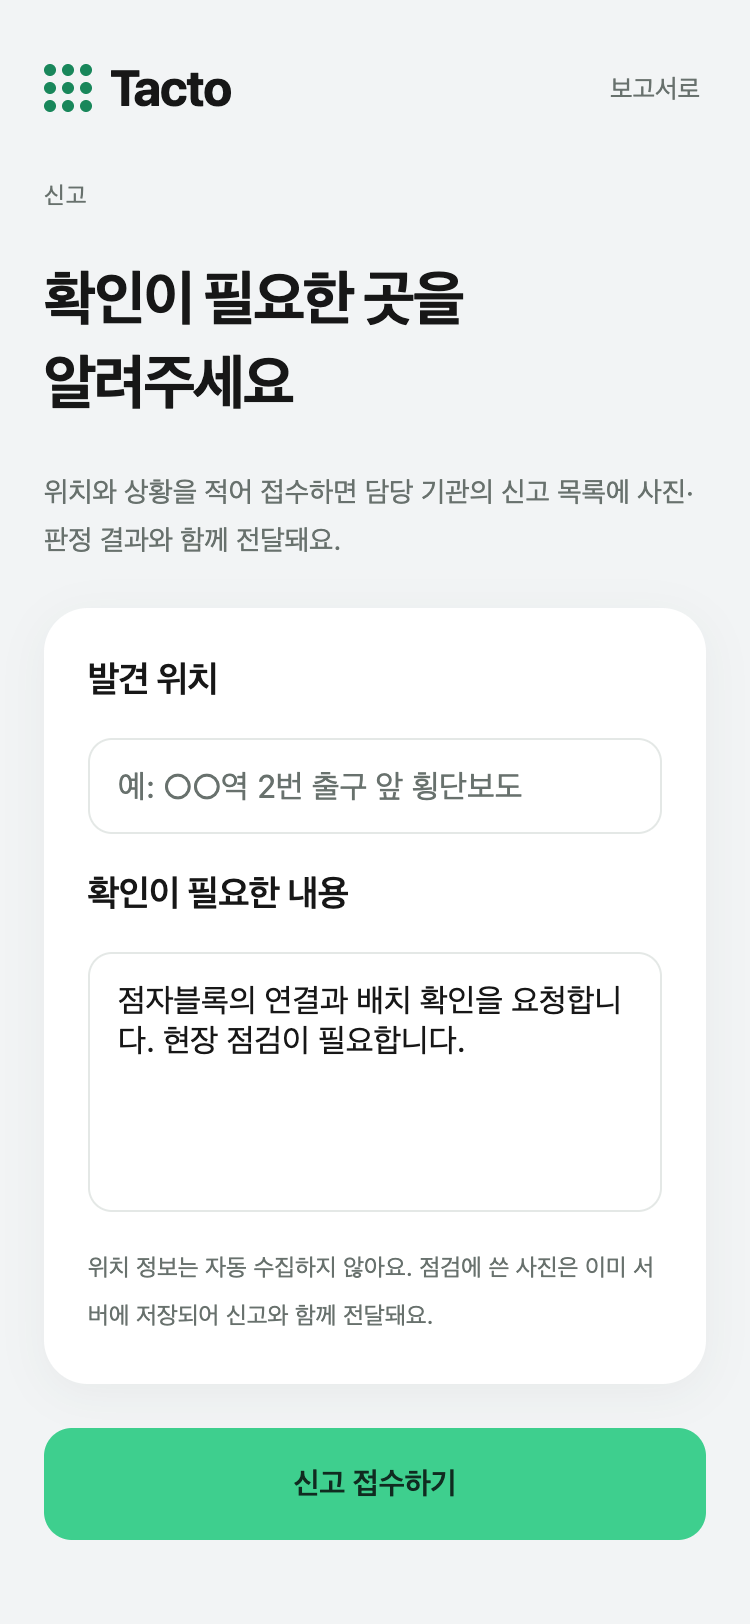 Tacto
보고서로
신고
확인이 필요한 곳을
알려주세요
위치와 상황을 적어 접수하면 담당 기관의 신고 목록에 사진·
판정 결과와 함께 전달돼요.
발견 위치
예: ○○역 2번 출구 앞 횡단보도
확인이 필요한 내용
점자블록의 연결과 배치 확인을 요청합니
다. 현장 점검이 필요합니다.
위치 정보는 자동 수집하지 않아요. 점검에 쓴 사진은 이미 서
버에 저장되어 신고와 함께 전달돼요.
신고 접수하기